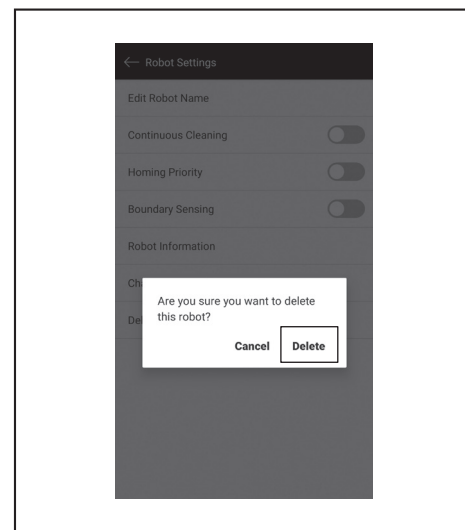 ← Robot Settings
Edit Robot Name
Continuous Cleaning
Homing Priority
Boundary Sensing
Robot Information
Are you sure you want to delete
this robot?
Cancel Delete